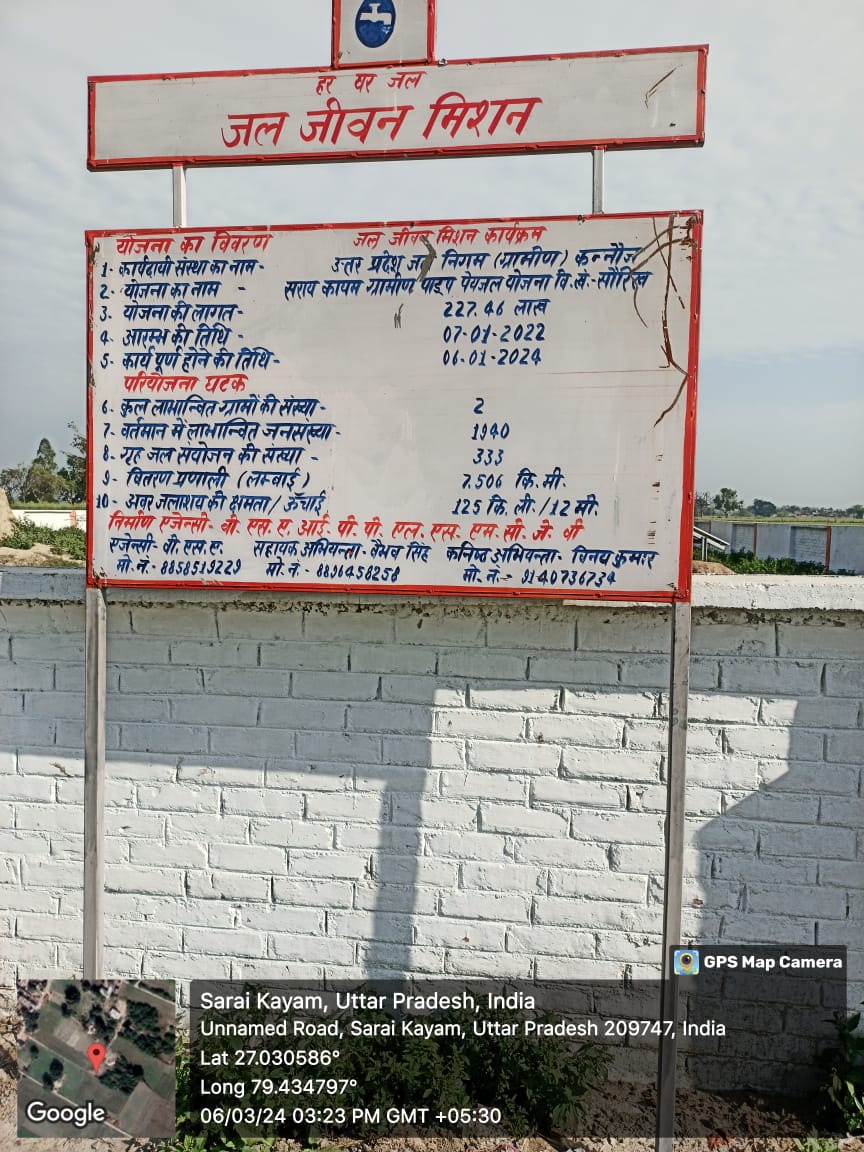 हर घर जल
जल जीवन मिशन
योजना का विवरण जल जीवन मिशन कार्यक्रम
1- कार्यदायी संस्था का नाम- उत्तर प्रदेश जल निगम (ग्रामीण) कन्नौज
2- योजना का नाम - सराय कायम ग्रामीण पाइप पेयजल योजना वि.खं.-सौरिख
3- योजना की लागत- 227.46 लाख
4- आरम्भ की तिथि - 07-01-2022
5- कार्य पूर्ण होने की तिथि- 06-01-2024
परियोजना घटक
6- कुल लाभान्वित ग्रामों की संख्या- 2
7- वर्तमान में लाभान्वित जनसंख्या- 1940
8- गृह जल संयोजन की संख्या - 333
9- वितरण प्रणाली (लम्बाई) 7.506 कि.मी.
10- अवर जलाशय की क्षमता/ ऊँचाई 125 कि.ली./12 मी.
निर्माण एजेन्सी- बी. एस. ए. आई. पी. पी. एल. एस. एम. सी. जे. वी
एजेन्सी- बी. एस.ए. सहायक अभियन्ता- वैभव सिंह कनिष्ठ अभियन्ता- विनय कुमार
मो. नं.- 8858519229 मो. नं.- 8896458258 मो. नं.- 9140736734
GPS Map Camera
Sarai Kayam, Uttar Pradesh, India
Unnamed Road, Sarai Kayam, Uttar Pradesh 209747, India
Lat 27.030586°
Long 79.434797°
06/03/24 03:23 PM GMT +05:30
Google